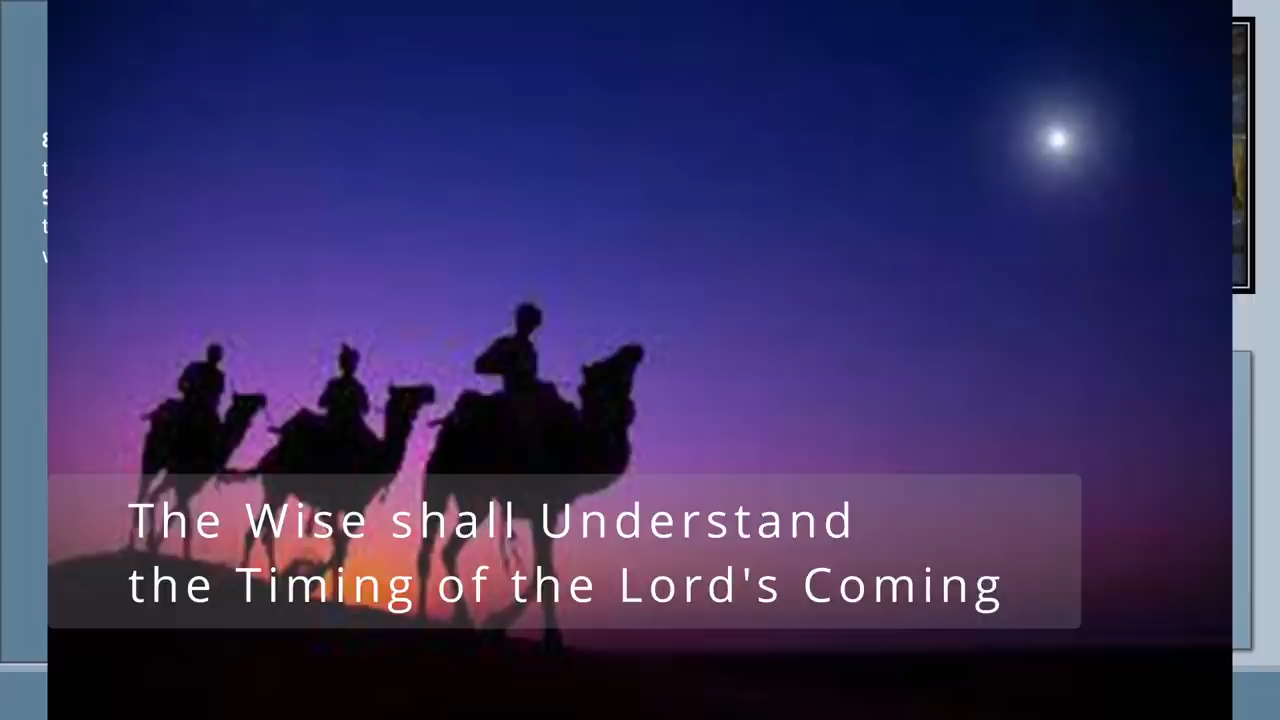 The Wise shall Understand
the Timing of the Lord's Coming